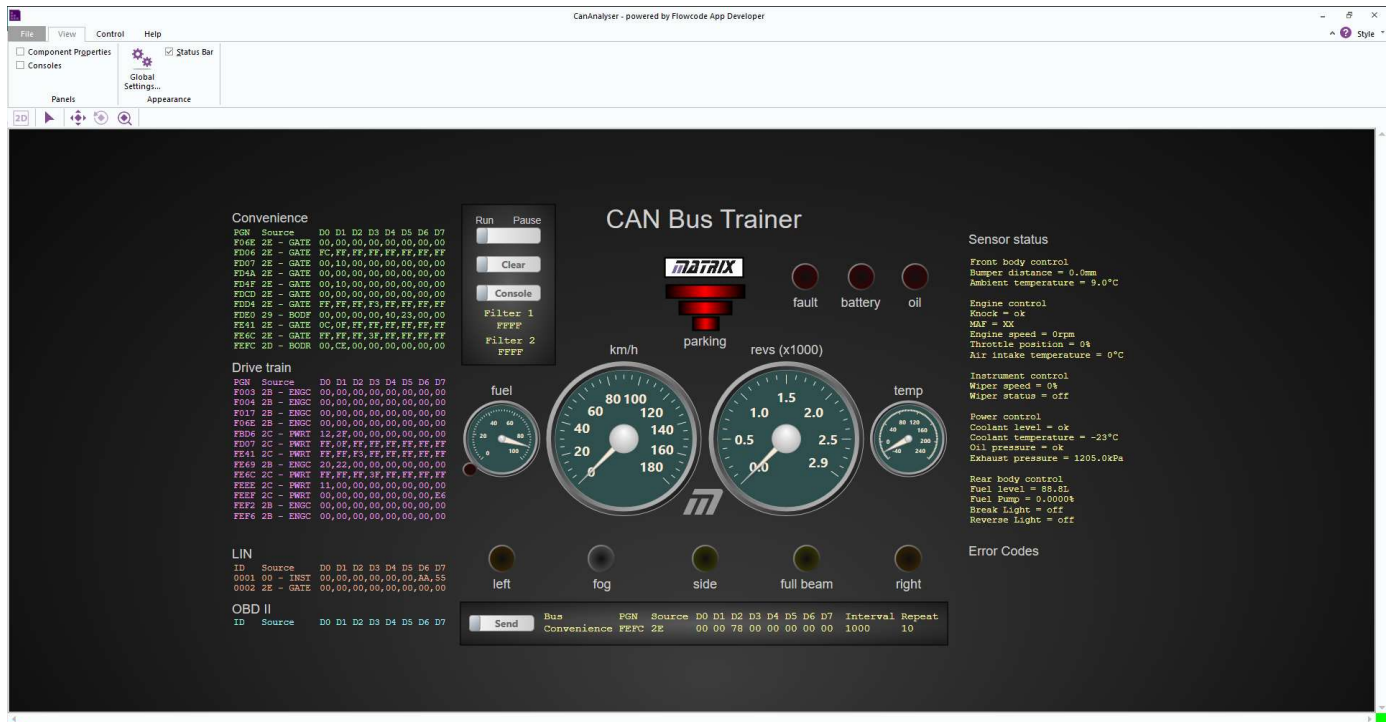 CanAnalyser - powered by Flowcode App Developer
File View Control Help
Style
Component Properties
Consoles
Status Bar
Global
Settings...
Panels
Appearance
2D
CAN Bus Trainer
Convenience
PGN Source D0 D1 D2 D3 D4 D5 D6 D7
F06E 2E - GATE 00,00,00,00,00,00,00,00
FD06 2E - GATE FC,FF,FF,FF,FF,FF,FF,FF
FD07 2E - GATE 00,10,00,00,00,00,00,00
FD4A 2E - GATE 00,00,00,00,00,00,00,00
FD4F 2E - GATE 00,10,00,00,00,00,00,00
FDCD 2E - GATE 00,00,00,00,00,00,00,00
FDD4 2E - GATE FF,FF,FF,F3,FF,FF,FF,FF
FDE0 29 - BODF 00,00,00,00,40,23,00,00
FE41 2E - GATE 0C,0F,FF,FF,FF,FF,FF,FF
FE6C 2E - GATE FF,FF,FF,3F,FF,FF,FF,FF
FEFC 2D - BODR 00,CE,00,00,00,00,00,00
Drive train
PGN Source D0 D1 D2 D3 D4 D5 D6 D7
F003 2B - ENGC 00,00,00,00,00,00,00,00
F004 2B - ENGC 00,00,00,00,00,00,00,00
F017 2B - ENGC 00,00,00,00,00,00,00,00
F06E 2B - ENGC 00,00,00,00,00,00,00,00
FBD6 2C - PWRT 12,2F,00,00,00,00,00,00
FD07 2C - PWRT FF,0F,FF,FF,FF,FF,FF,FF
FE41 2C - PWRT FF,FF,F3,FF,FF,FF,FF,FF
FE69 2B - ENGC 20,22,00,00,00,00,00,00
FE6C 2C - PWRT FF,FF,FF,3F,FF,FF,FF,FF
FEEE 2C - PWRT 11,00,00,00,00,00,00,00
FEEF 2C - PWRT 00,00,00,00,00,00,00,E6
FEF2 2B - ENGC 00,00,00,00,00,00,00,00
FEF6 2B - ENGC 00,00,00,00,00,00,00,00
LIN
ID Source D0 D1 D2 D3 D4 D5 D6 D7
0001 00 - INST 00,00,00,00,00,00,AA,55
0002 2E - GATE 00,00,00,00,00,00,00,00
OBD II
ID Source D0 D1 D2 D3 D4 D5 D6 D7
Run Pause
Clear
Console
Filter 1
FFFF
Filter 2
FFFF
MATRIX
parking
fault battery oil
fuel
0 20 40 60 80 100
km/h
0 20 40 60 80 100 120 140 160 180
revs (x1000)
0.0 0.5 1.0 1.5 2.0 2.5 2.9
temp
-40 0 40 80 120 160 200 240
left fog side full beam right
Send
Bus PGN Source D0 D1 D2 D3 D4 D5 D6 D7 Interval Repeat
Convenience FEFC 2E 00 00 78 00 00 00 00 00 1000 10
Sensor status
Front body control
Bumper distance = 0.0mm
Ambient temperature = 9.0°C
Engine control
Knock = ok
MAF = XX
Engine speed = 0rpm
Throttle position = 0%
Air intake temperature = 0°C
Instrument control
Wiper speed = 0%
Wiper status = off
Power control
Coolant level = ok
Coolant temperature = -23°C
Oil pressure = ok
Exhaust pressure = 1205.0kPa
Rear body control
Fuel level = 88.8L
Fuel Pump = 0.0000%
Break Light = off
Reverse Light = off
Error Codes